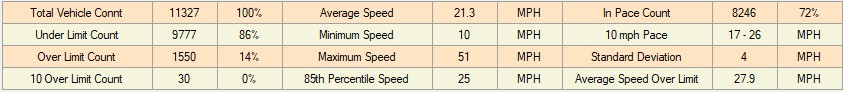 Total Vehicle Connt 11327 100% Average Speed 21.3 MPH In Pace Count 8246 72%
Under Limit Count 9777 86% Minimum Speed 10 MPH 10 mph Pace 17 - 26 MPH
Over Limit Count 1550 14% Maximum Speed 51 MPH Standard Deviation 4 MPH
10 Over Limit Count 30 0% 85th Percentile Speed 25 MPH Average Speed Over Limit 27.9 MPH